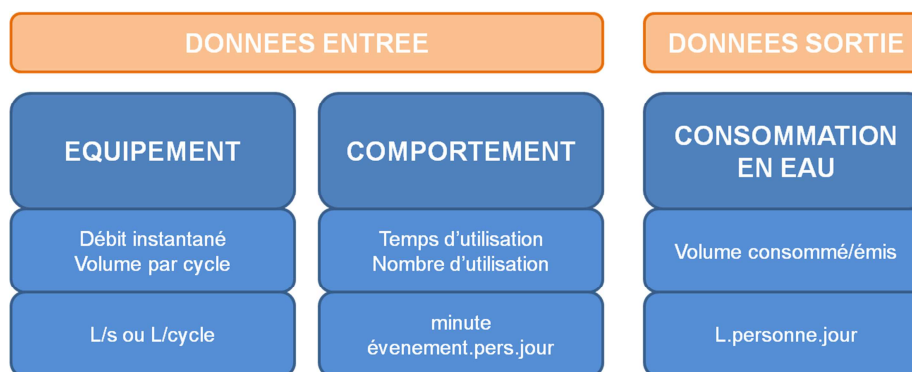 DONNEES ENTREE
DONNEES SORTIE
EQUIPEMENT
COMPORTEMENT
CONSOMMATION
EN EAU
Débit instantané
Volume par cycle
Temps d'utilisation
Nombre d'utilisation
Volume consommé/émis
L/s ou L/cycle
minute
évenement.pers.jour
L.personne.jour